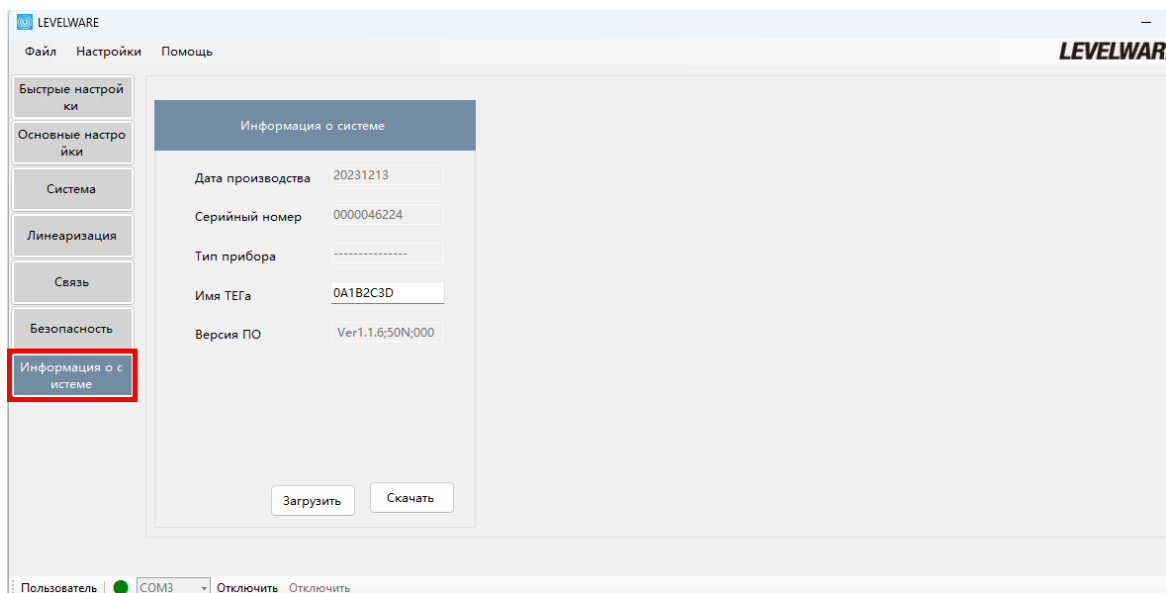 LEVELWARE
Файл Настройки Помощь
LEVELWAR
Быстрые настрой
ки
Основные настро
йки
Система
Линеаризация
Связь
Безопасность
Информация о с
истеме
Информация о системе
Дата производства 20231213
Серийный номер 0000046224
Тип прибора ---------------
Имя ТЕГа 0A1B2C3D
Версия ПО Ver1.1.6;50N;000
Загрузить Скачать
Пользователь COM3 Отключить Отключить